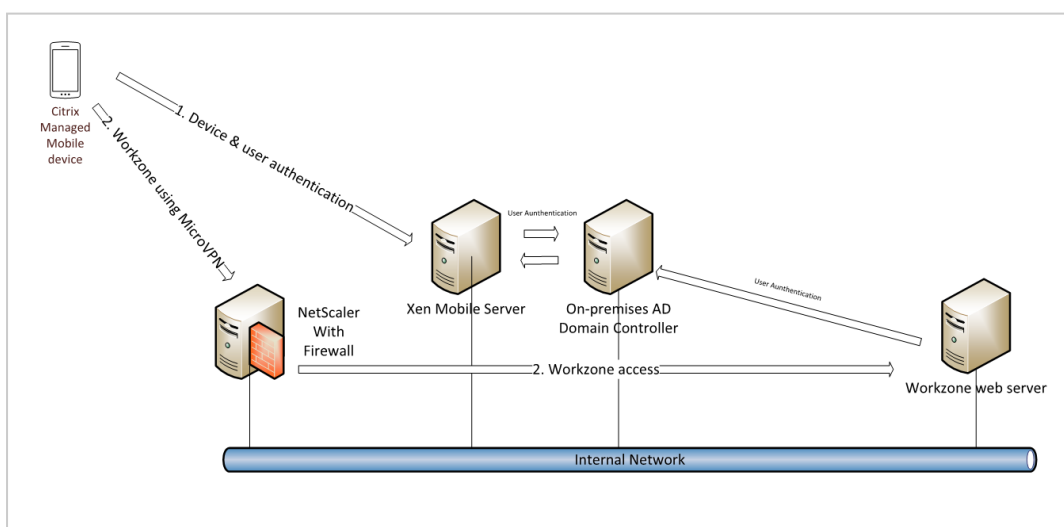 Citrix
Managed
Mobile
device
1. Device & user authentication
2. Workzone using MicroVPN
User Aunthentication
Xen Mobile Server
On-premises AD
Domain Controller
User Aunthentication
NetScaler
With
Firewall
2. Workzone access
Workzone web server
Internal Network